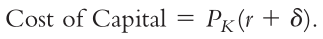 Cost of Capital = P_K(r + δ).